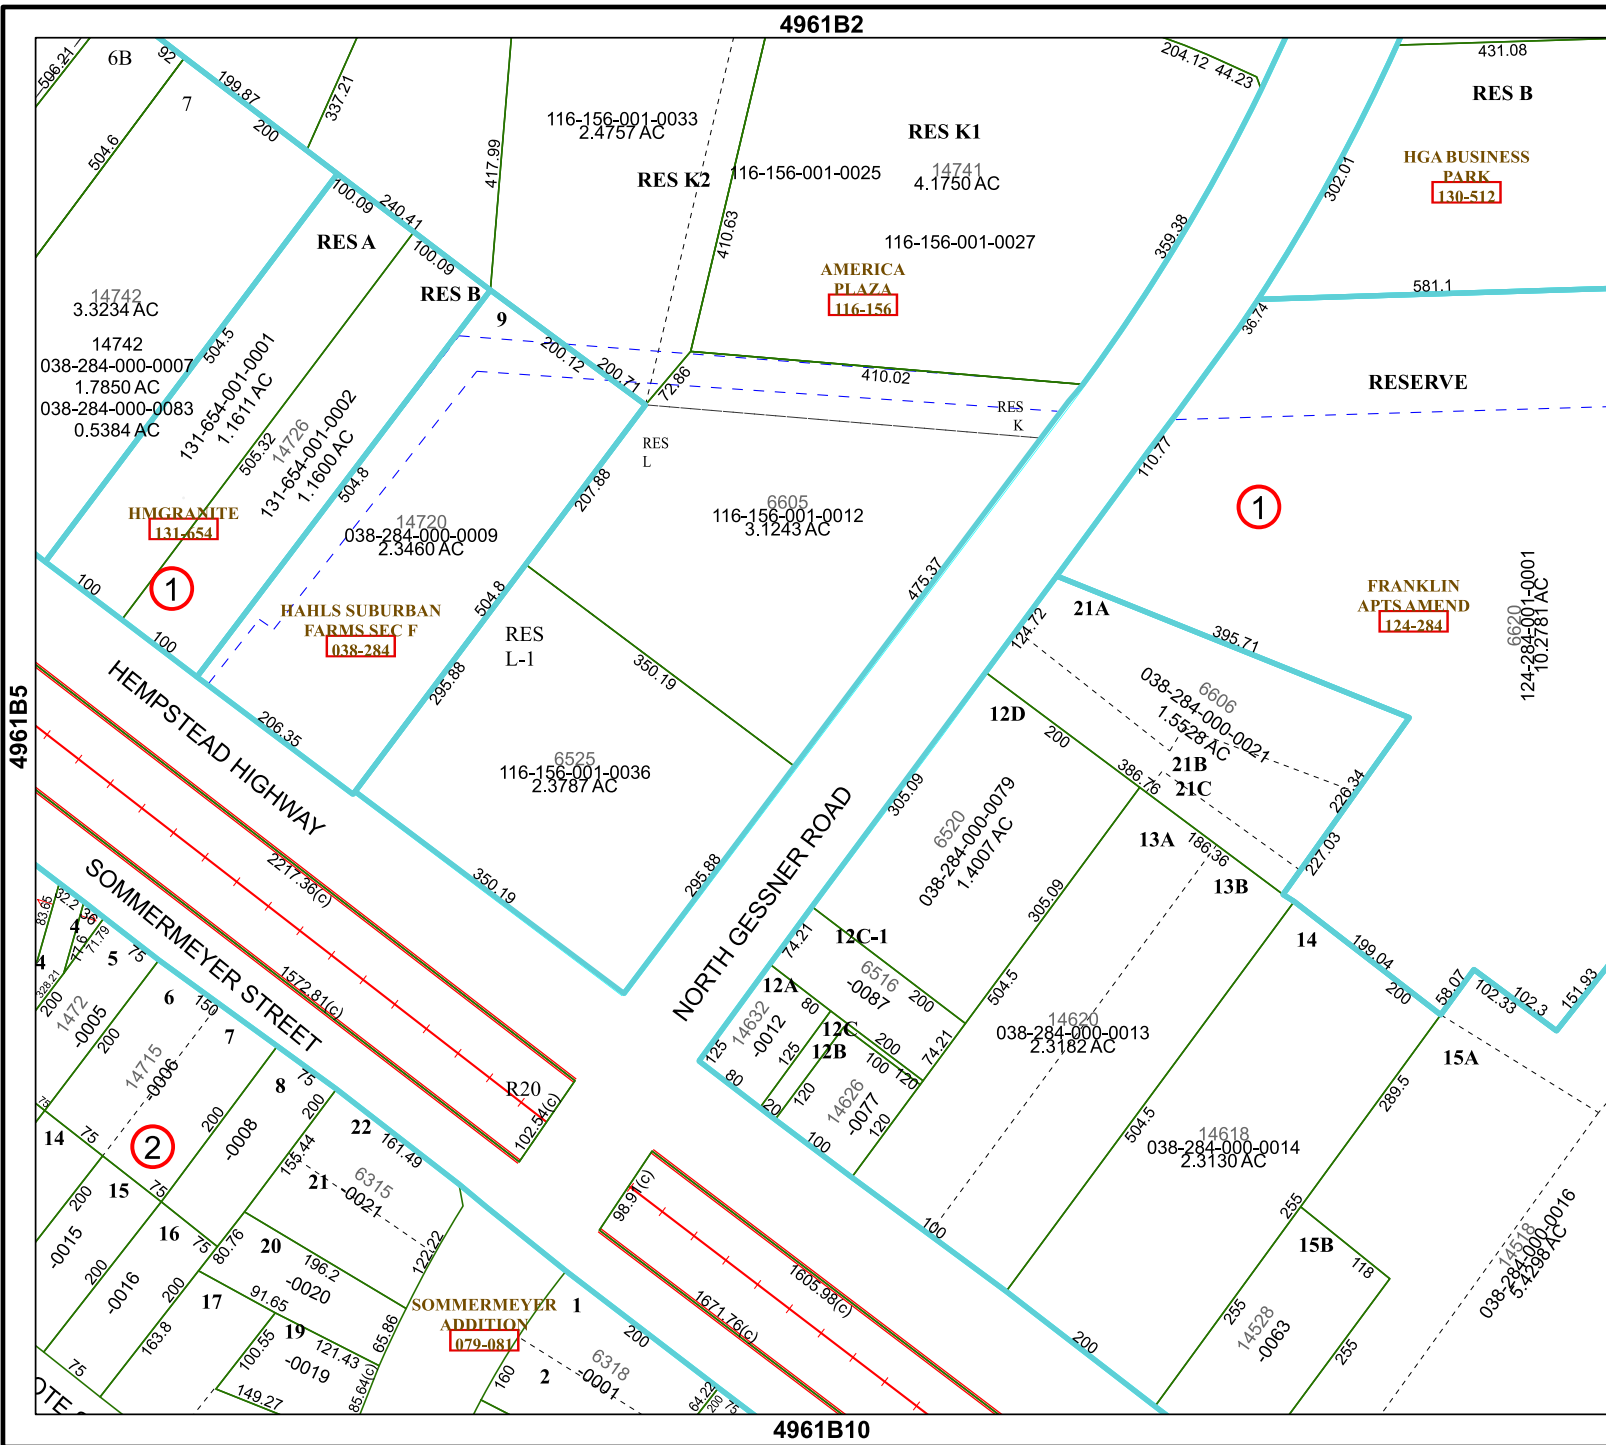 4961B2
506.21
6B
92
199.87
200
337.21
7
504.6
417.99
116-156-001-0033
2.4757 AC
RES K2
116-156-001-0025
RES K1
14741
4.1750 AC
116-156-001-0027
410.63
204.12
44.23
431.08
RES B
HGA BUSINESS
PARK
130-512
302.01
359.38
AMERICA
PLAZA
116-156
581.1
36.74
RESERVE
100.09
240.41
100.09
RES A
RES B
9
200.12
200.71
72.86
410.02
RES
K
RES
L
14742
3.3234 AC
14742
038-284-000-0007
1.7850 AC
038-284-000-0083
0.5384 AC
504.5
131-654-001-0001
1.1611 AC
505.32
14726
131-654-001-0002
1.1600 AC
504.8
HMGRANITE
131-654
1
100
100
14720
038-284-000-0009
2.3460 AC
207.88
6605
116-156-001-0012
3.1243 AC
110.77
1
475.37
FRANKLIN
APTS AMEND
124-284
6620
124-284-001-0001
10.2781 AC
HAHLS SUBURBAN
FARMS SEC F
038-284
504.8
RES
L-1
295.88
350.19
206.35
6525
116-156-001-0036
2.3787 AC
124.72
21A
395.71
6606
038-284-000-0021
1.5528 AC
12D
200
386.76
21B
21C
226.34
227.03
4961B5
HEMPSTEAD HIGHWAY
2217.36(c)
350.19
295.88
NORTH GESSNER ROAD
305.09
6520
038-284-000-0079
1.4007 AC
13A
186.36
13B
305.09
SOMMERMEYER STREET
1572.81(c)
83.65
32.2
36
4
77.6
71.79
4
328.21
200
5
75
1472
-0005
200
6
150
7
14715
-0006
200
8
75
200
-0008
75
14
75
2
R20
102.54(c)
74.21
12C-1
6516
-0087
200
504.5
12A
80
14632
-0012
12C
12B
200
100
120
74.21
125
125
80
20
120
14626
-0077
120
100
14620
038-284-000-0013
2.3182 AC
14
199.04
200
58.07
102.33
102.3
151.93
15A
289.5
504.5
14618
038-284-000-0014
2.3130 AC
100
255
15B
118
14518
038-284-000-0016
5.4298 AC
255
14528
-0063
255
200
22
161.49
155.44
21
6315
-0021
200
15
75
-0015
16
75
80.76
20
196.2
-0020
122.22
200
-0016
200
17
91.65
19
121.43
-0019
65.86
163.8
100.55
149.27
85.64(c)
75
SOMMERMEYER
ADDITION
079-081
1
200
98.91(c)
1605.98(c)
1671.76(c)
160
2
6318
-0001
64.22
200
75
4961B10